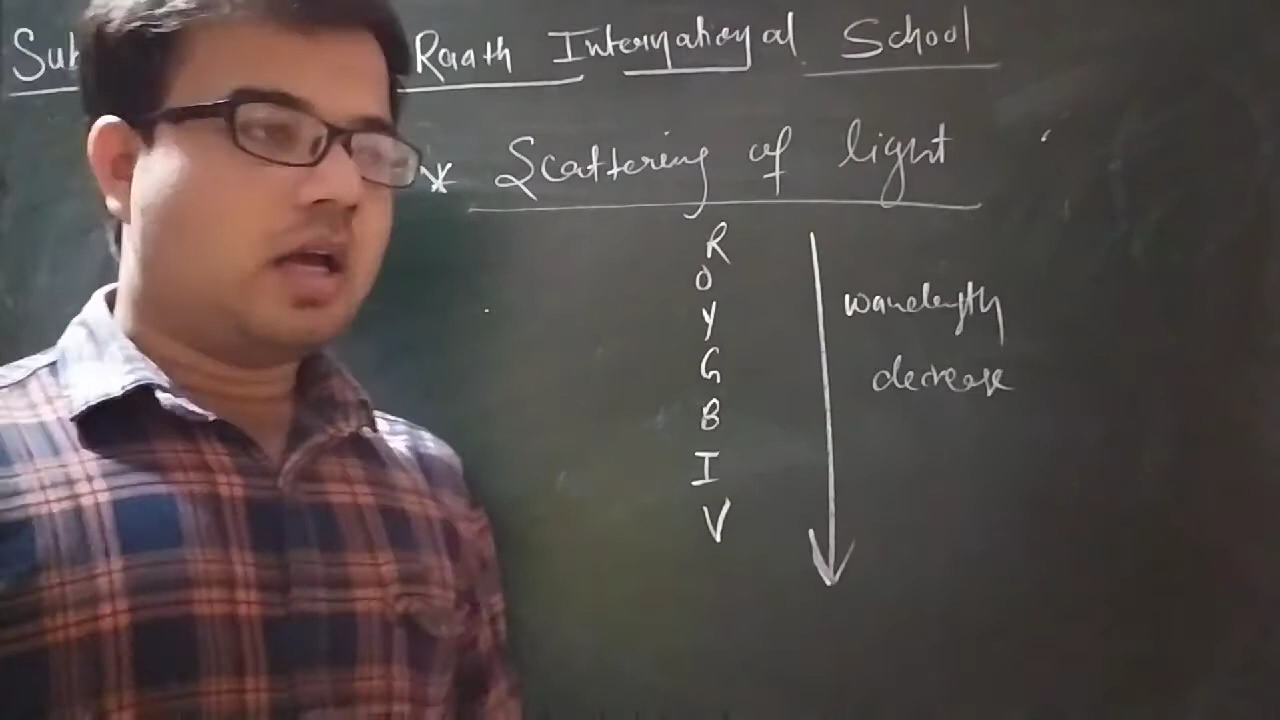 Raath International School
* Scattering of light
R
O
Y
G
B
I
V
wavelength
decrease